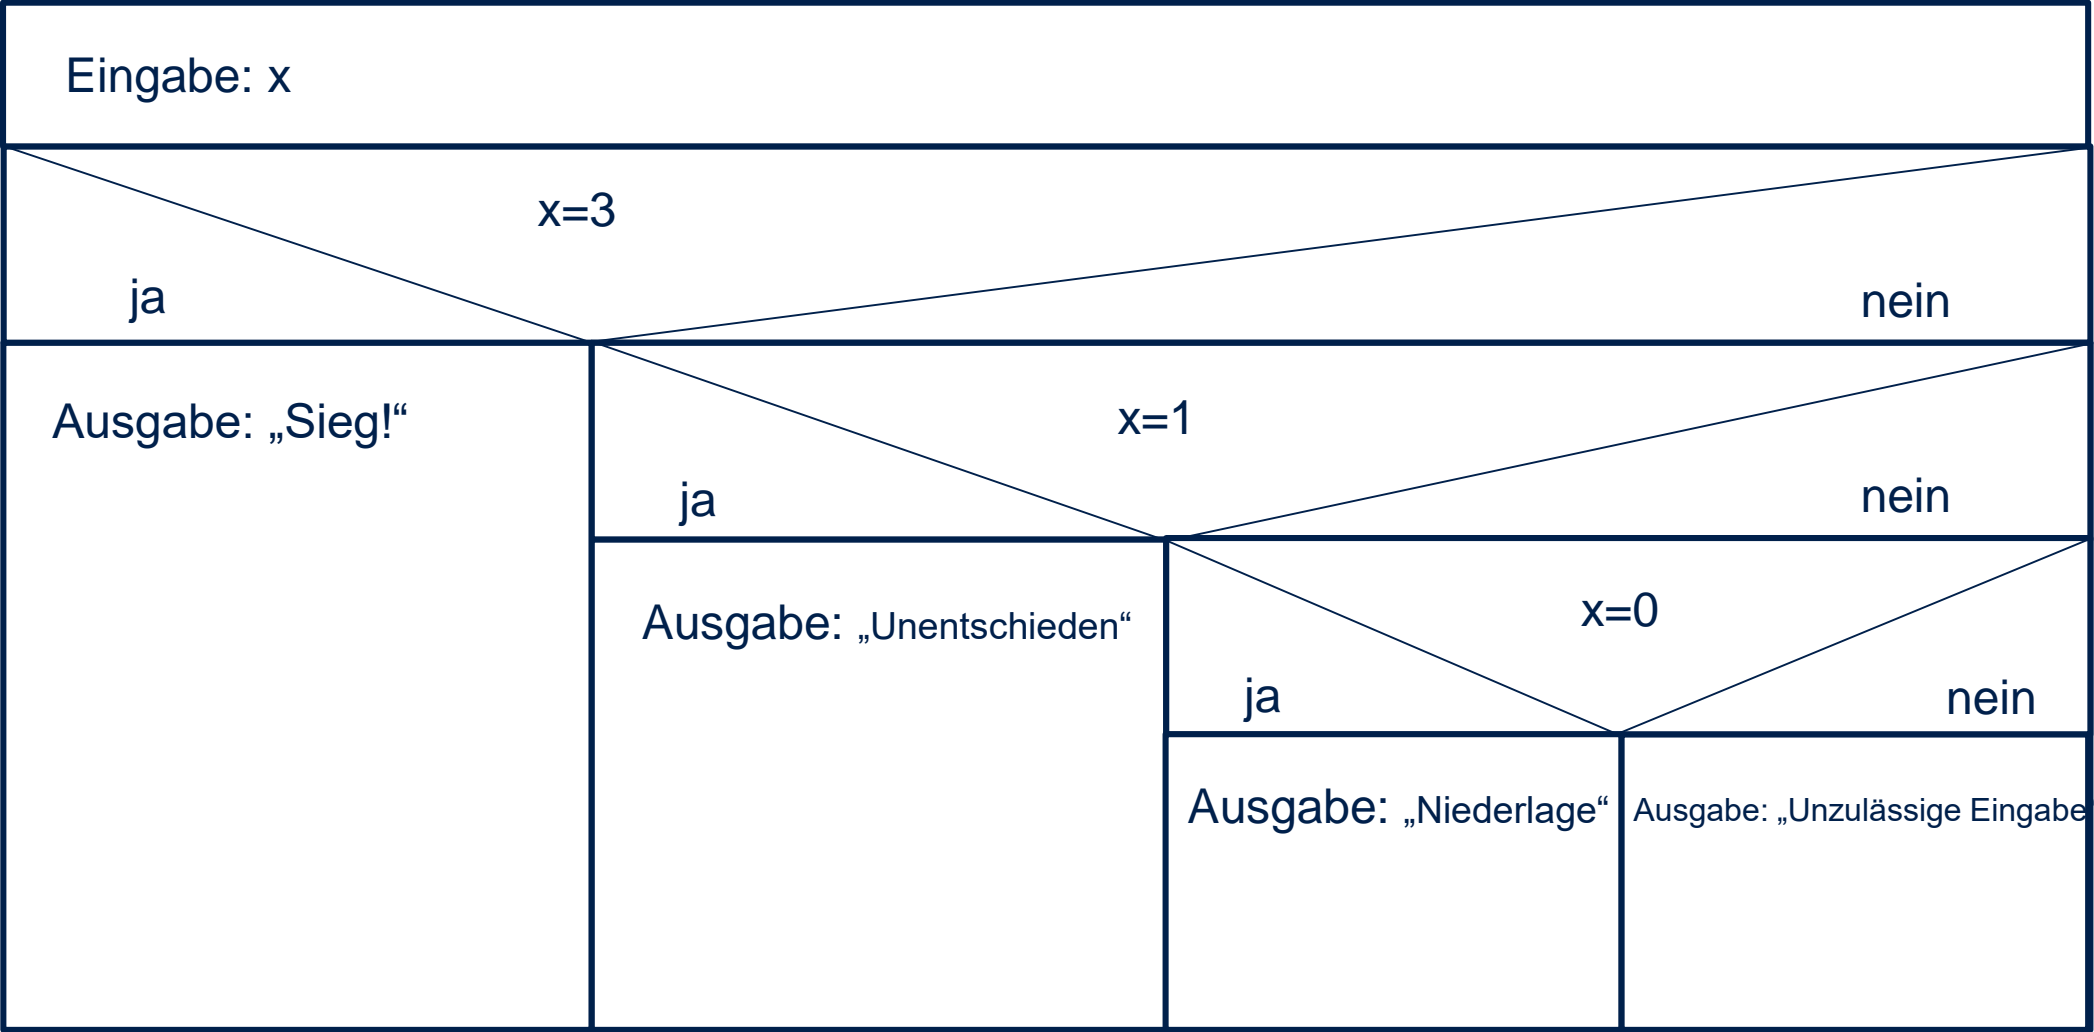 Eingabe: x
x=3
ja
nein
Ausgabe: „Sieg!“
x=1
ja
nein
Ausgabe: „Unentschieden“
x=0
ja
nein
Ausgabe: „Niederlage“
Ausgabe: „Unzulässige Eingabe“